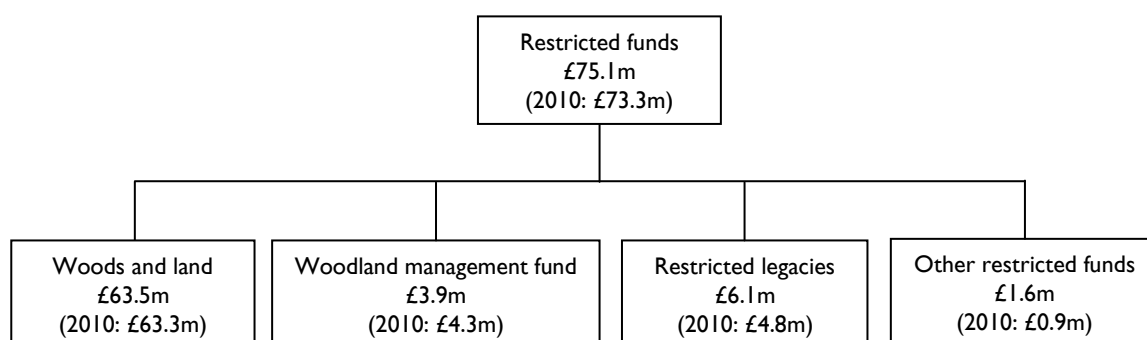 Restricted funds
£75.1m
(2010: £73.3m)
Woods and land
£63.5m
(2010: £63.3m)
Woodland management fund
£3.9m
(2010: £4.3m)
Restricted legacies
£6.1m
(2010: £4.8m)
Other restricted funds
£1.6m
(2010: £0.9m)